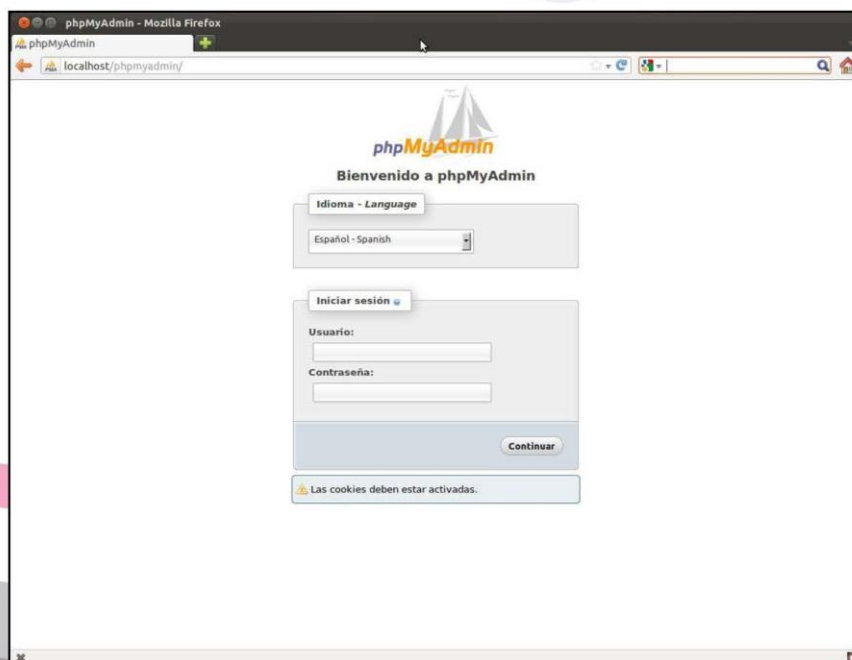 phpMyAdmin - Mozilla Firefox
phpMyAdmin
localhost/phpmyadmin/
phpMyAdmin
Bienvenido a phpMyAdmin
Idioma - Language
Español - Spanish
Iniciar sesión
Usuario:
Contraseña:
Continuar
Las cookies deben estar activadas.